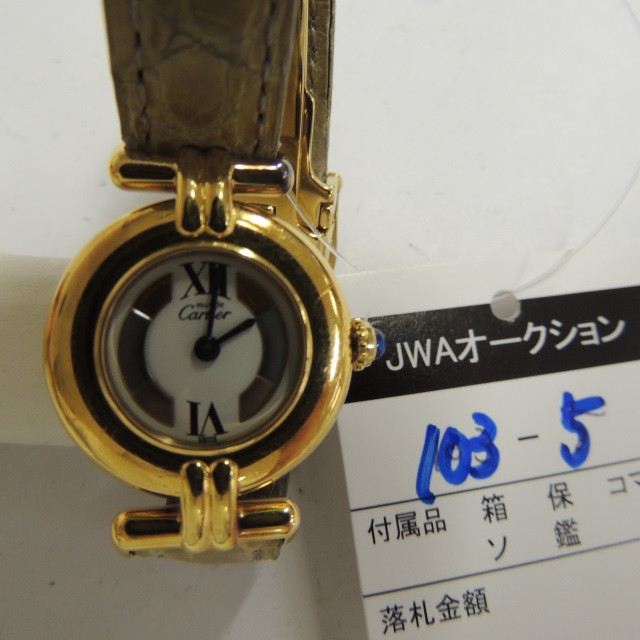 XII
must de
Cartier
VI
JWAオークション
103-5
付属品 箱 保 コマ
ソ 鑑
落札金額